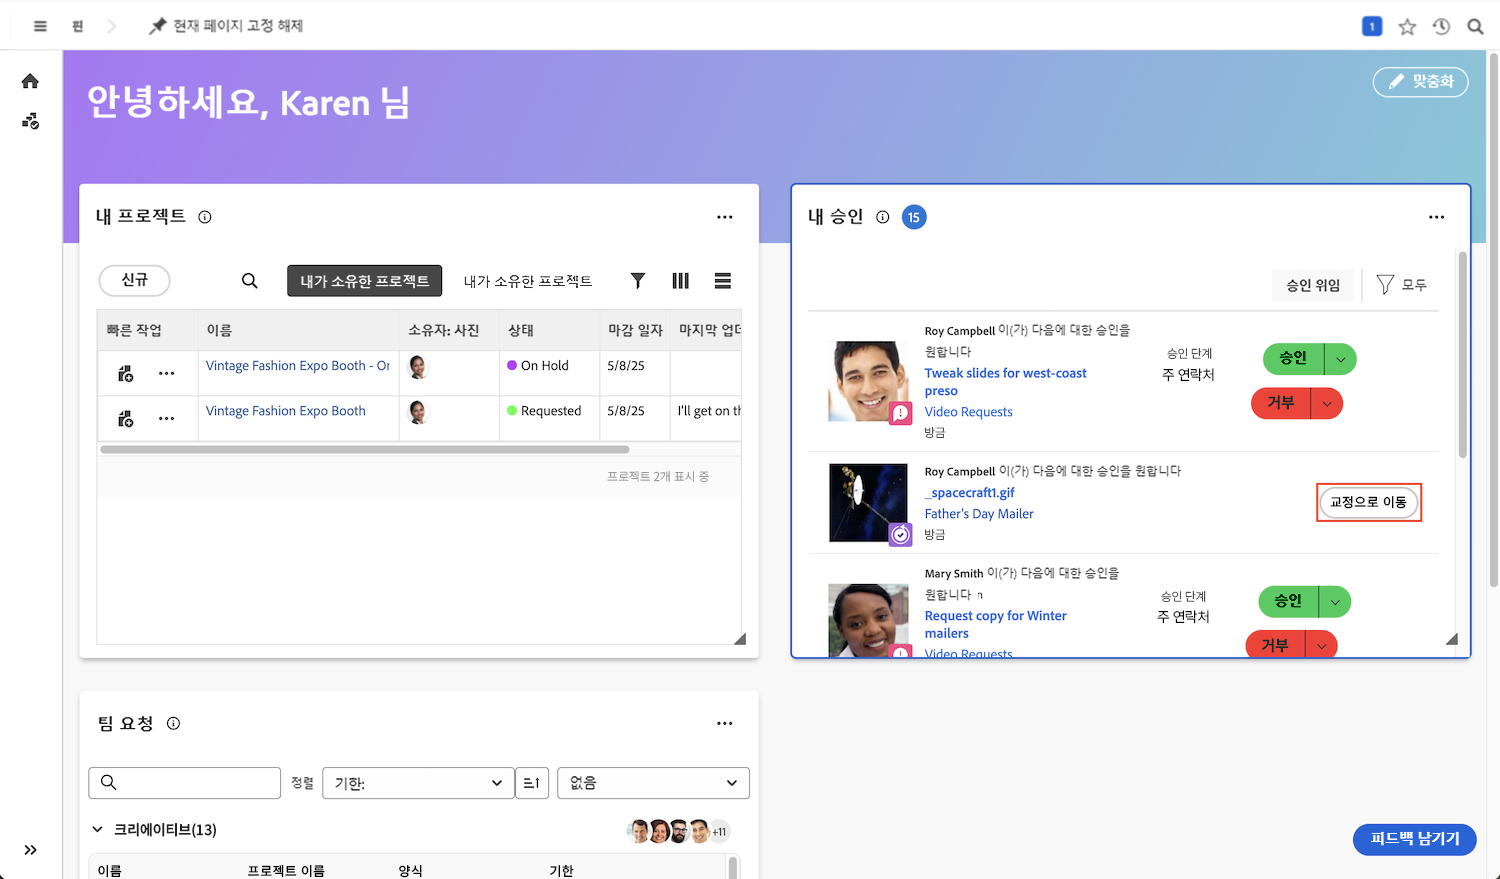 핀
현재 페이지 고정 해제
1
안녕하세요, Karen 님
맞춤화
내 프로젝트
신규
내가 소유한 프로젝트
내가 소유한 프로젝트
빠른 작업
이름
소유자: 사진
상태
마감 일자
마지막 업데
Vintage Fashion Expo Booth - Or
On Hold
5/8/25
Vintage Fashion Expo Booth
Requested
5/8/25
I'll get on th
프로젝트 2개 표시 중
내 승인
15
승인 위임
모두
Roy Campbell 이(가) 다음에 대한 승인을
원합니다
Tweak slides for west-coast
preso
Video Requests
방금
승인 단계
주 연락처
승인
거부
Roy Campbell 이(가) 다음에 대한 승인을 원합니다
_spacecraft1.gif
Father's Day Mailer
방금
교정으로 이동
Mary Smith 이(가) 다음에 대한 승인을
원합니다 n
Request copy for Winter
mailers
Video Requests
승인 단계
주 연락처
승인
거부
팀 요청
정렬
기한:
없음
크리에이티브(13)
+11
이름
프로젝트 이름
양식
기한
피드백 남기기